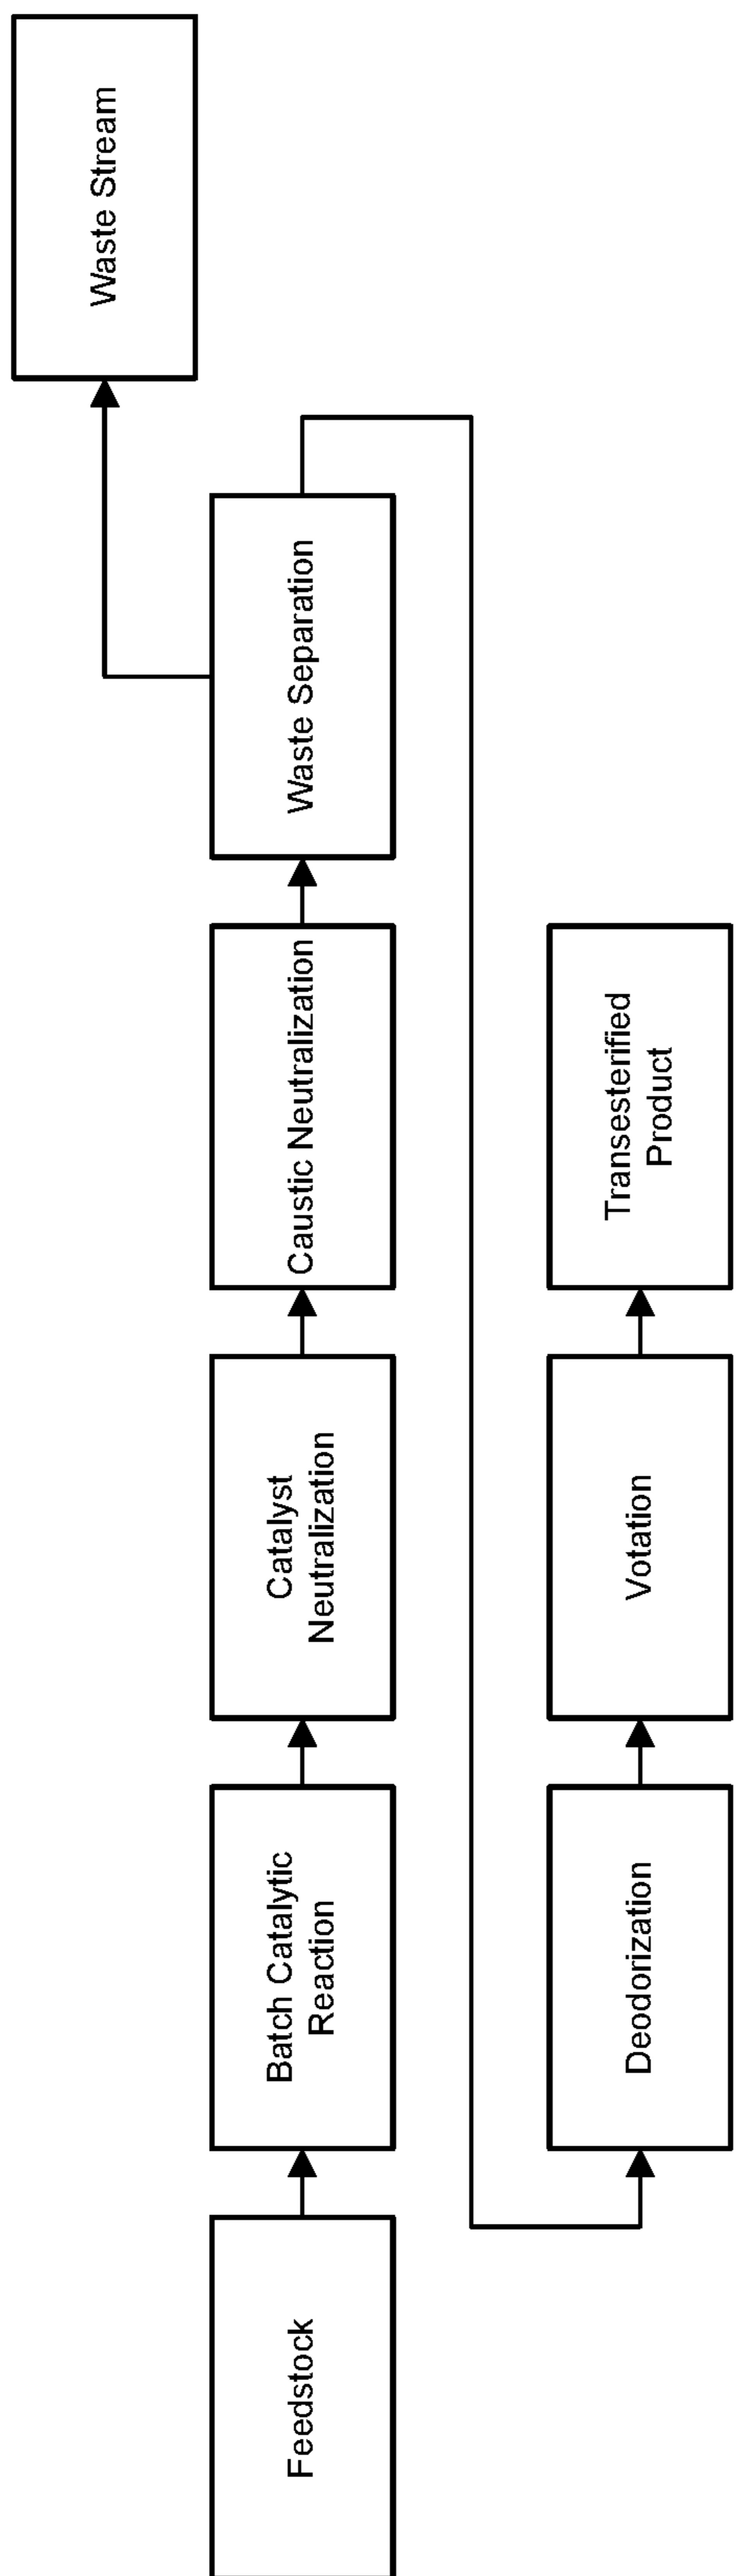 Waste Stream
Feedstock
Batch Catalytic
Reaction
Catalyst
Neutralization
Caustic Neutralization
Waste Separation
Deodorization
Votation
Transesterified
Product